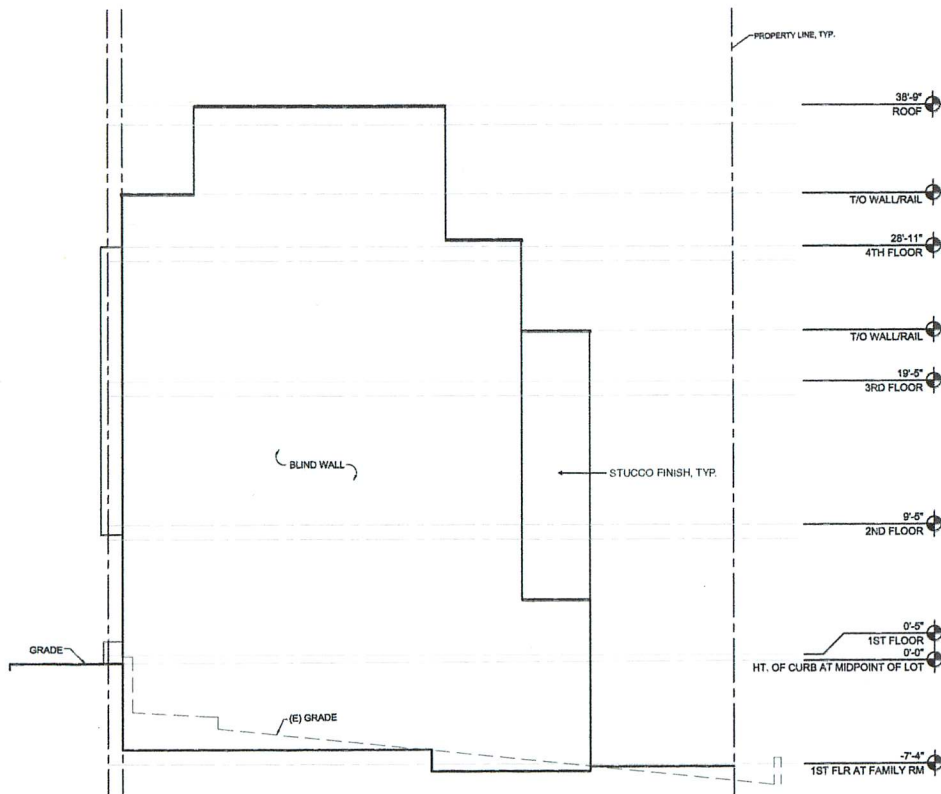 PROPERTY LINE, TYP.
38'-9"
ROOF
T/O WALL/RAIL
28'-11"
4TH FLOOR
T/O WALL/RAIL
19'-5"
3RD FLOOR
BLIND WALL
STUCCO FINISH, TYP.
9'-5"
2ND FLOOR
0'-5"
1ST FLOOR
GRADE
0'-0"
HT. OF CURB AT MIDPOINT OF LOT
(E) GRADE
-7'-4"
1ST FLR AT FAMILY RM